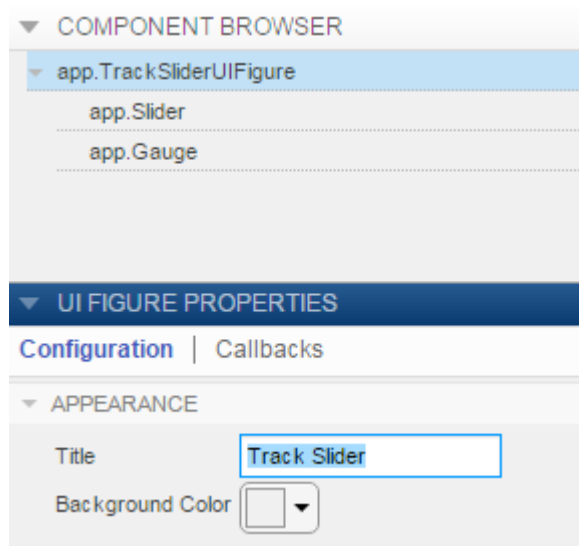 COMPONENT BROWSER
app.TrackSliderUIFigure
app.Slider
app.Gauge
UI FIGURE PROPERTIES
Configuration | Callbacks
APPEARANCE
Title Track Slider
Background Color